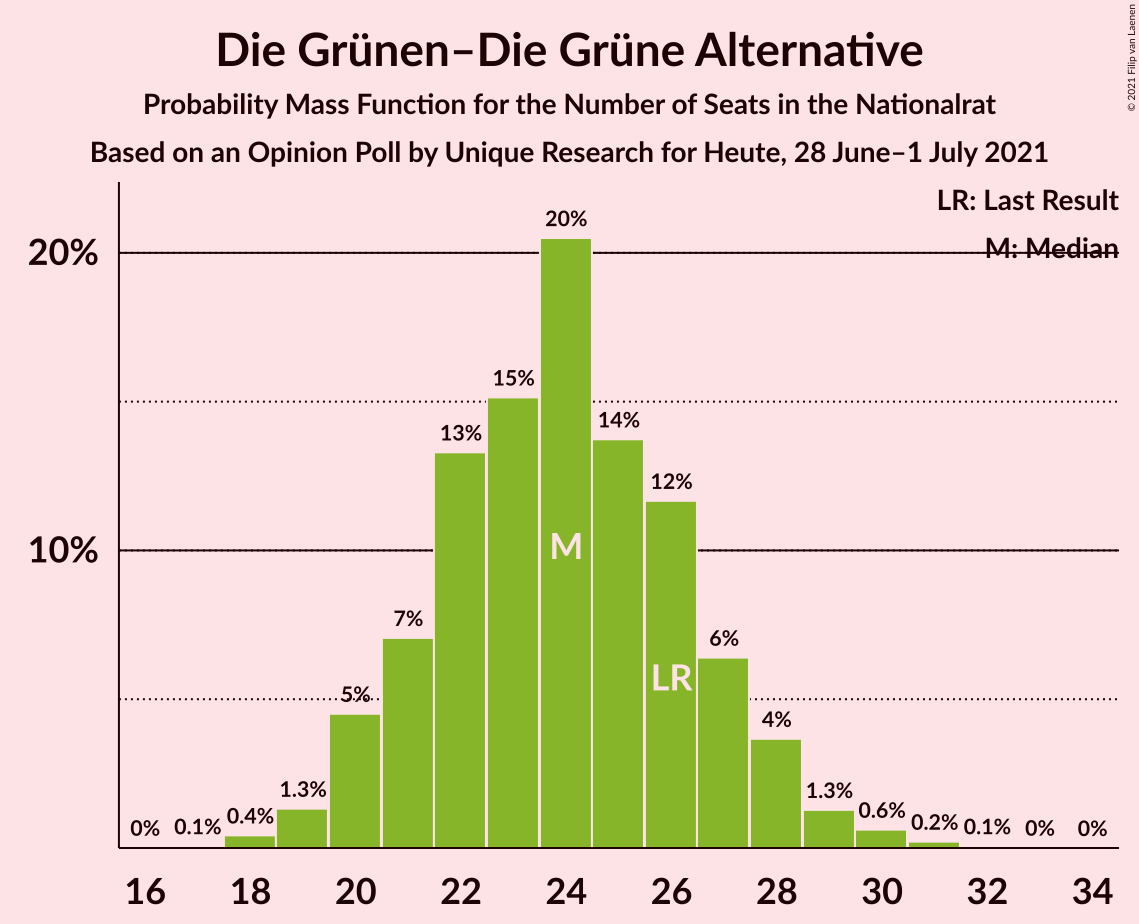 © 2021 Filip van Laenen
Die Grünen–Die Grüne Alternative
Probability Mass Function for the Number of Seats in the Nationalrat
Based on an Opinion Poll by Unique Research for Heute, 28 June–1 July 2021
LR: Last Result
M: Median
20%
10%
0% 0.1% 0.4% 1.3% 5% 7% 13% 15% 20% 14% 12% 6% 4% 1.3% 0.6% 0.2% 0.1% 0% 0%
M
LR
16 18 20 22 24 26 28 30 32 34